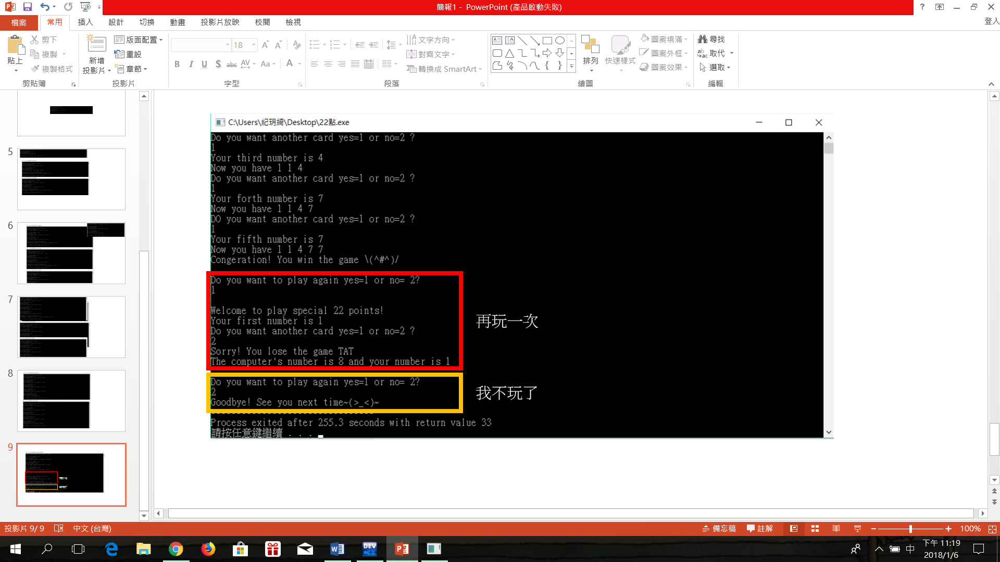 簡報1 - PowerPoint (產品啟動失敗)
檔案 常用 插入 設計 切換 動畫 投影片放映 校閱 檢視
登入
貼上
剪下
複製
複製格式
剪貼簿
新增
投影片
版面配置
重設
章節
投影片
18
B I U S abc AV Aa A
字型
文字方向
對齊文字
轉換成 SmartArt
段落
排列
快速樣式
圖案填滿
圖案外框
圖案效果
繪圖
尋找
取代
選取
編輯
5
6
7
8
9
C:\Users\紀玥綺\Desktop\22點.exe
Do you want another card yes=1 or no=2 ?
1
Your third number is 4
Now you have 1 1 4
Do you want another card yes=1 or no=2 ?
1
Your forth number is 7
Now you have 1 1 4 7
DO you want another card yes=1 or no=2 ?
1
Your fifth number is 7
Now you have 1 1 4 7 7
Congeration! You win the game \(^#^)/
Do you want to play again yes=1 or no= 2?
1
Welcome to play special 22 points!
Your first number is 1
Do you want another card yes=1 or no=2 ?
2
Sorry! You lose the game TAT
The computer's number is 8 and your number is 1
再玩一次
Do you want to play again yes=1 or no= 2?
2
Goodbye! See you next time~(>_<)~
我不玩了
Process exited after 255.3 seconds with return value 33
請按任意鍵繼續 . . .
投影片 9/ 9 中文 (台灣)
備忘稿 註解 100%
DEV
中
下午 11:19
2018/1/6